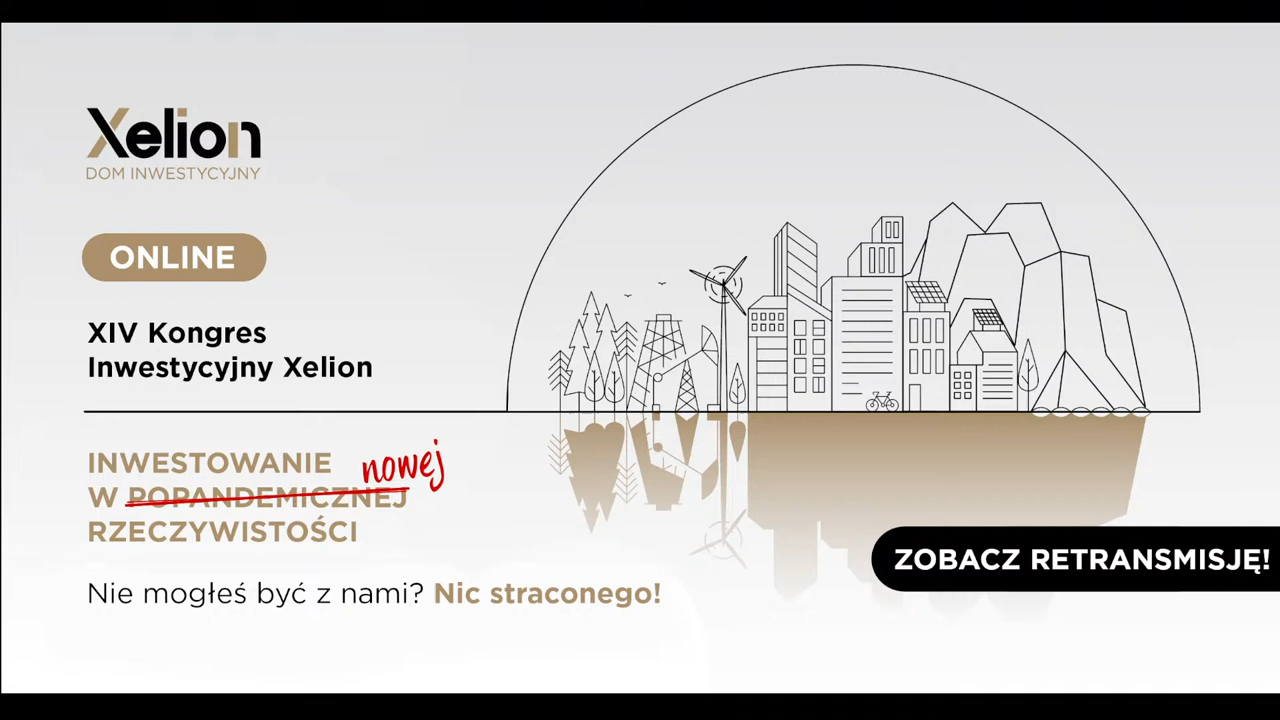 Xelion
DOM INWESTYCYJNY
ONLINE
XIV Kongres
Inwestycyjny Xelion
INWESTOWANIE
nowej
W POPANDEMICZNEJ
RZECZYWISTOŚCI
ZOBACZ RETRANSMISJĘ!
Nie mogłeś być z nami? Nic straconego!